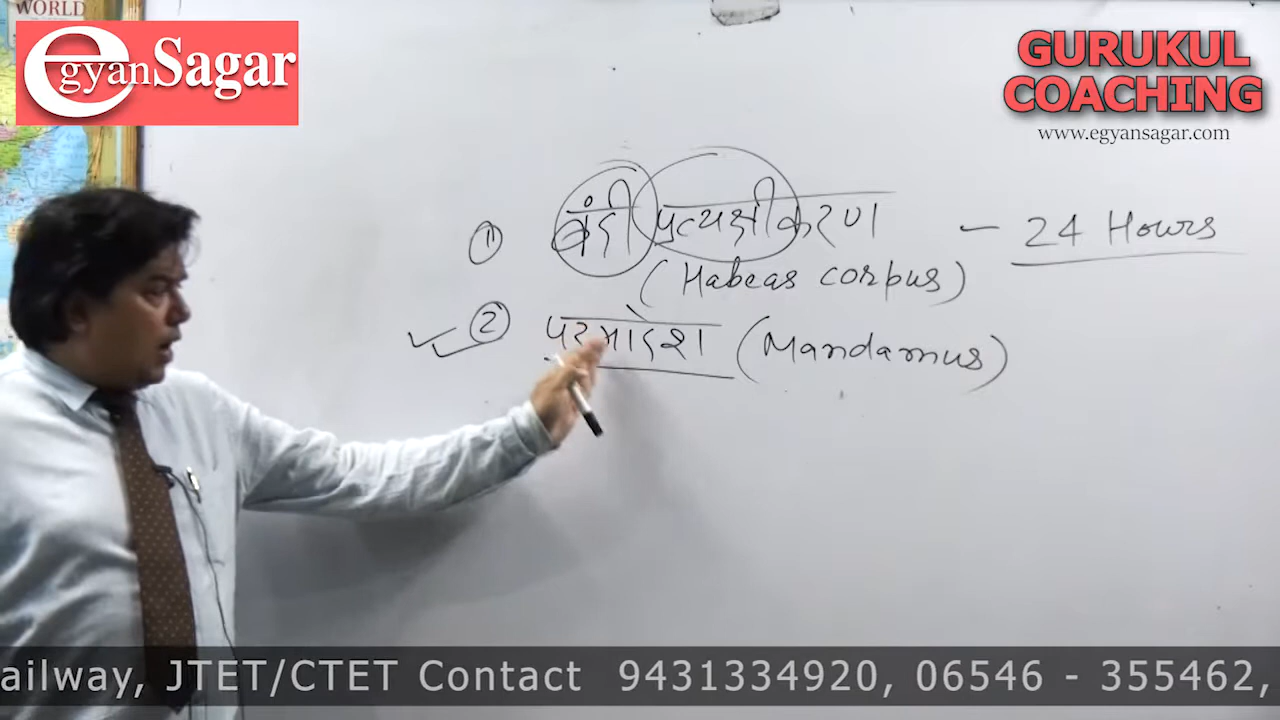 WORLD
egyanSagar
GURUKUL
COACHING
www.egyansagar.com
① बंदी प्रत्यक्षीकरण – 24 Hours
(Habeas corpus)
② परमादेश (Mandamus)
ailway, JTET/CTET Contact 9431334920, 06546 - 355462,